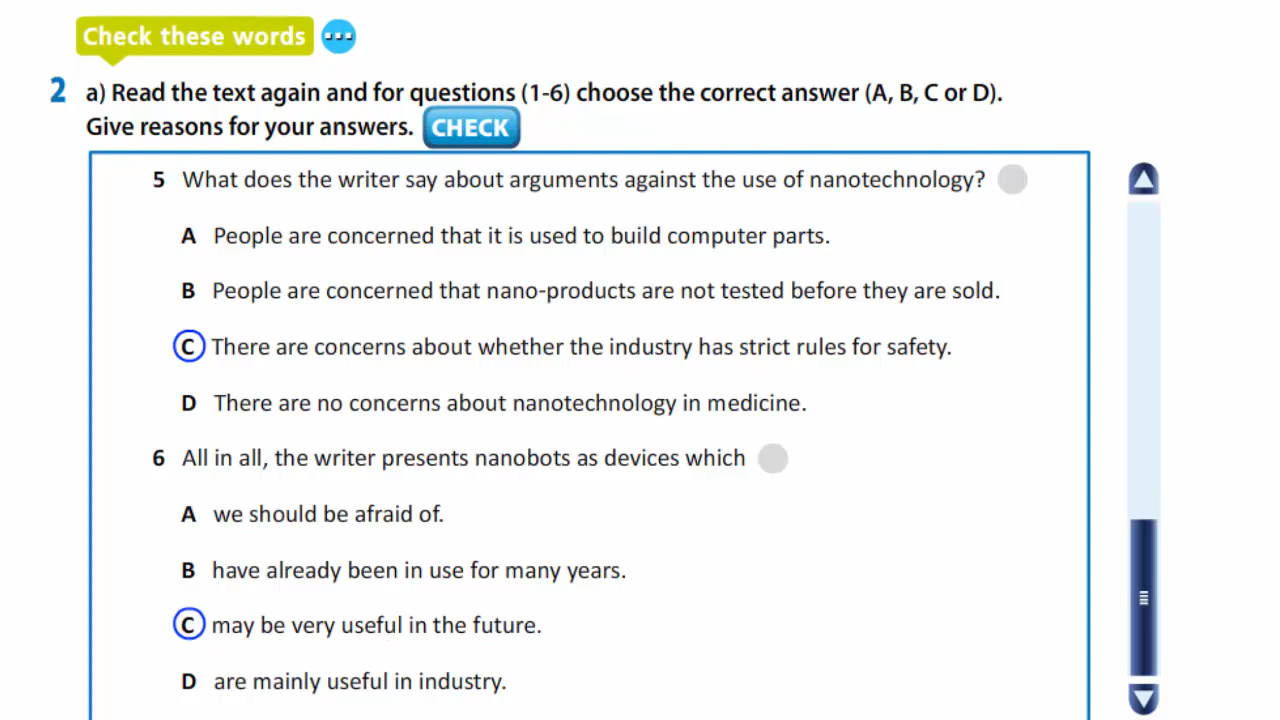 Check these words
2 a) Read the text again and for questions (1-6) choose the correct answer (A, B, C or D).
Give reasons for your answers. CHECK
5 What does the writer say about arguments against the use of nanotechnology?
A People are concerned that it is used to build computer parts.
B People are concerned that nano-products are not tested before they are sold.
C There are concerns about whether the industry has strict rules for safety.
D There are no concerns about nanotechnology in medicine.
6 All in all, the writer presents nanobots as devices which
A we should be afraid of.
B have already been in use for many years.
C may be very useful in the future.
D are mainly useful in industry.